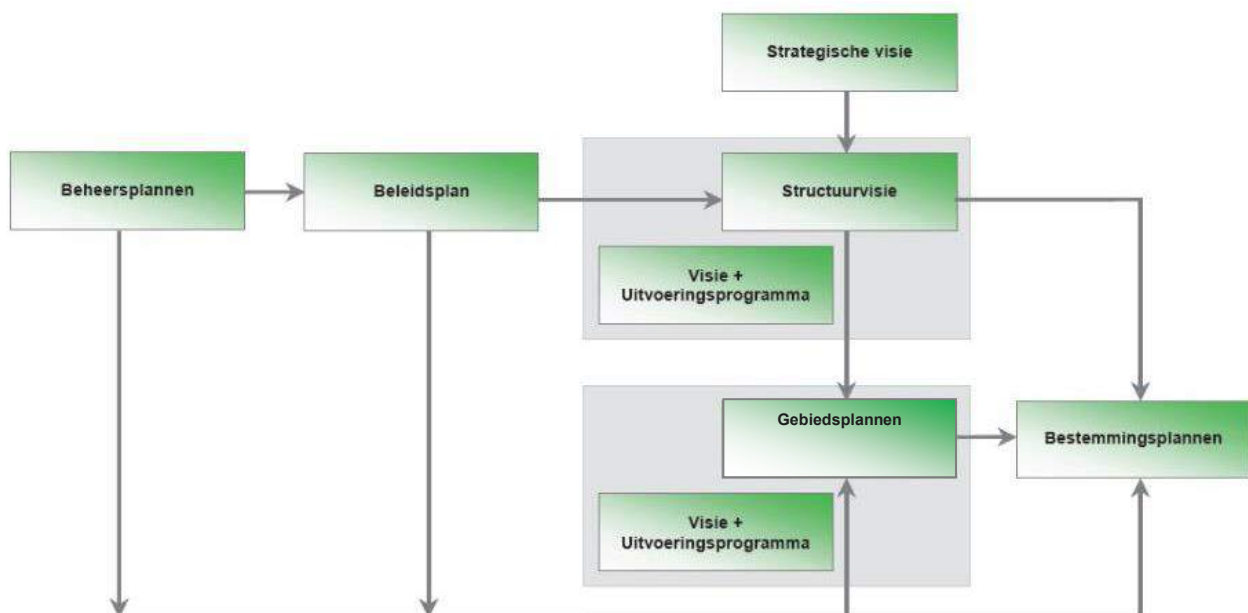 Strategische visie
Beheersplannen
Beleidsplan
Structuurvisie
Visie +
Uitvoeringsprogramma
Gebiedsplannen
Bestemmingsplannen
Visie +
Uitvoeringsprogramma